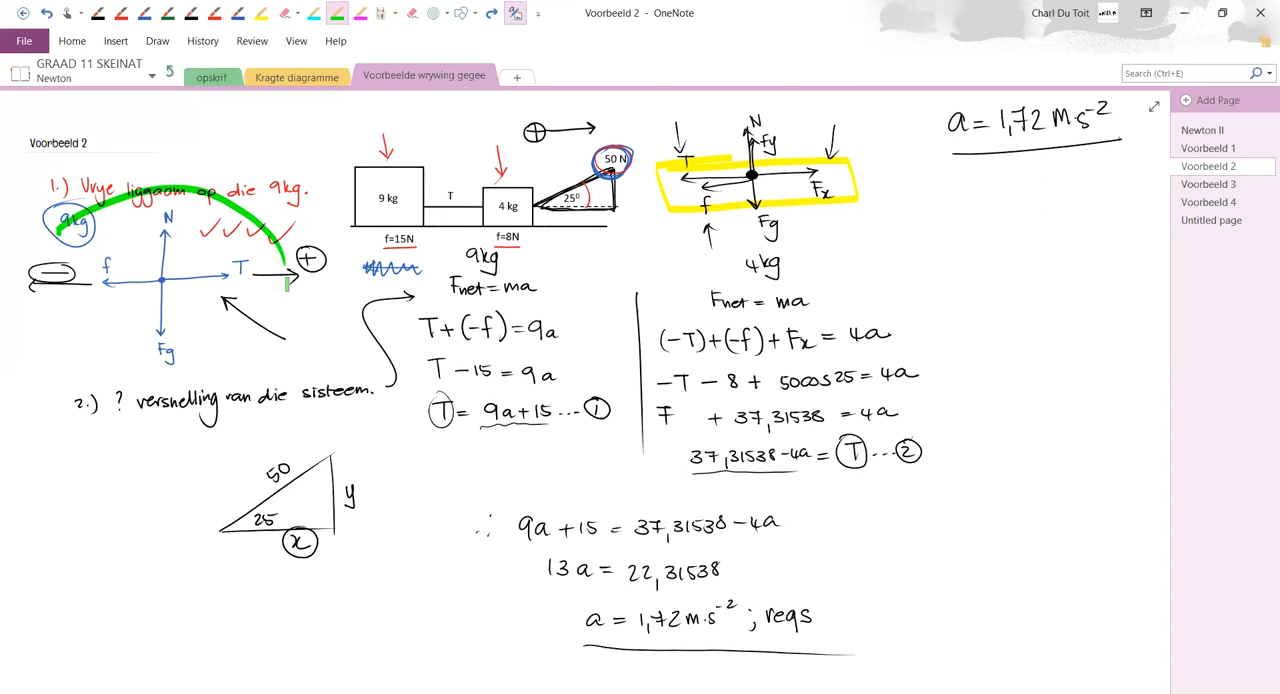 Voorbeeld 2 - OneNote
Charl Du Toit
File Home Insert Draw History Review View Help
GRAAD 11 SKEINAT
Newton
opskrif
Kragte diagramme
Voorbeelde wrywing gegee
+
Search (Ctrl+E)
Add Page
Newton II
Voorbeeld 1
Voorbeeld 2
Voorbeeld 3
Voorbeeld 4
Untitled page
Voorbeeld 2
1.) Vrye liggaam op die 9kg.
9kg
N
f
T
+
−
Fg
+
9 kg
T
4 kg
50 N
25⁰
f=15N
f=8N
N
Fy
T
f
Fx
Fg
4kg
a = 1,72 m·s⁻²
9kg
Fnet = ma
T + (-f) = 9a
T - 15 = 9a
T = 9a + 15 ... ①
Fnet = ma
(-T) + (-f) + Fx = 4a
-T - 8 + 50cos25 = 4a
+ 37,31538 = 4a
37,31538 - 4a = T ... ②
2.) ? versnelling van die sisteem.
50
25
x
y
∴ 9a + 15 = 37,31538 - 4a
13a = 22,31538
a = 1,72 m·s⁻² ; regs